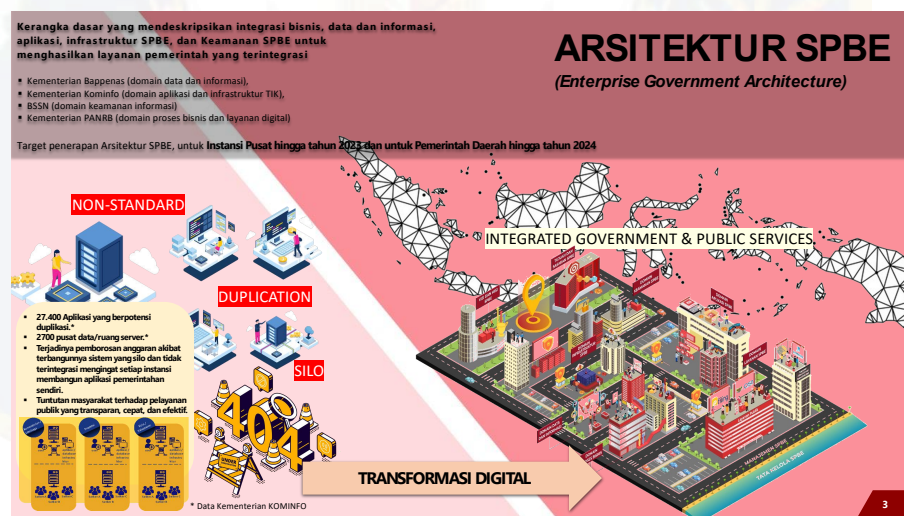 Kerangka dasar yang mendeskripsikan integrasi bisnis, data dan informasi,
aplikasi, infrastruktur SPBE, dan Keamanan SPBE untuk
menghasilkan layanan pemerintah yang terintegrasi
▪ Kementerian Bappenas (domain data dan informasi),
▪ Kementerian Kominfo (domain aplikasi dan infrastruktur TIK),
▪ BSSN (domain keamanan informasi)
▪ Kementerian PANRB (domain proses bisnis dan layanan digital)
Target penerapan Arsitektur SPBE, untuk Instansi Pusat hingga tahun 2023 dan untuk Pemerintah Daerah hingga tahun 2024
ARSITEKTUR SPBE
(Enterprise Government Architecture)
NON-STANDARD
DUPLICATION
SILO
▪ 27.400 Aplikasi yang berpotensi
duplikasi.*
▪ 2700 pusat data/ruang server.*
▪ Terjadinya pemborosan anggaran akibat
terbangunnya sistem yang silo dan tidak
terintegrasi mengingat setiap instansi
membangun aplikasi pemerintahan
sendiri.
▪ Tuntutan masyarakat terhadap pelayanan
publik yang transparan, cepat, dan efektif.
404
INTEGRATED GOVERNMENT & PUBLIC SERVICES
MANAJEMEN SPBE
TATA KELOLA SPBE
TRANSFORMASI DIGITAL
* Data Kementerian KOMINFO
3